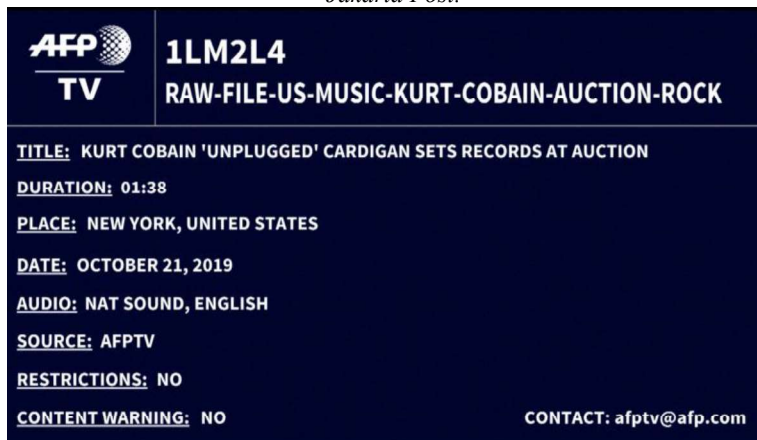 Jakarta Post.
AFP
TV
1LM2L4
RAW-FILE-US-MUSIC-KURT-COBAIN-AUCTION-ROCK
TITLE: KURT COBAIN 'UNPLUGGED' CARDIGAN SETS RECORDS AT AUCTION
DURATION: 01:38
PLACE: NEW YORK, UNITED STATES
DATE: OCTOBER 21, 2019
AUDIO: NAT SOUND, ENGLISH
SOURCE: AFPTV
RESTRICTIONS: NO
CONTENT WARNING: NO
CONTACT: afptv@afp.com